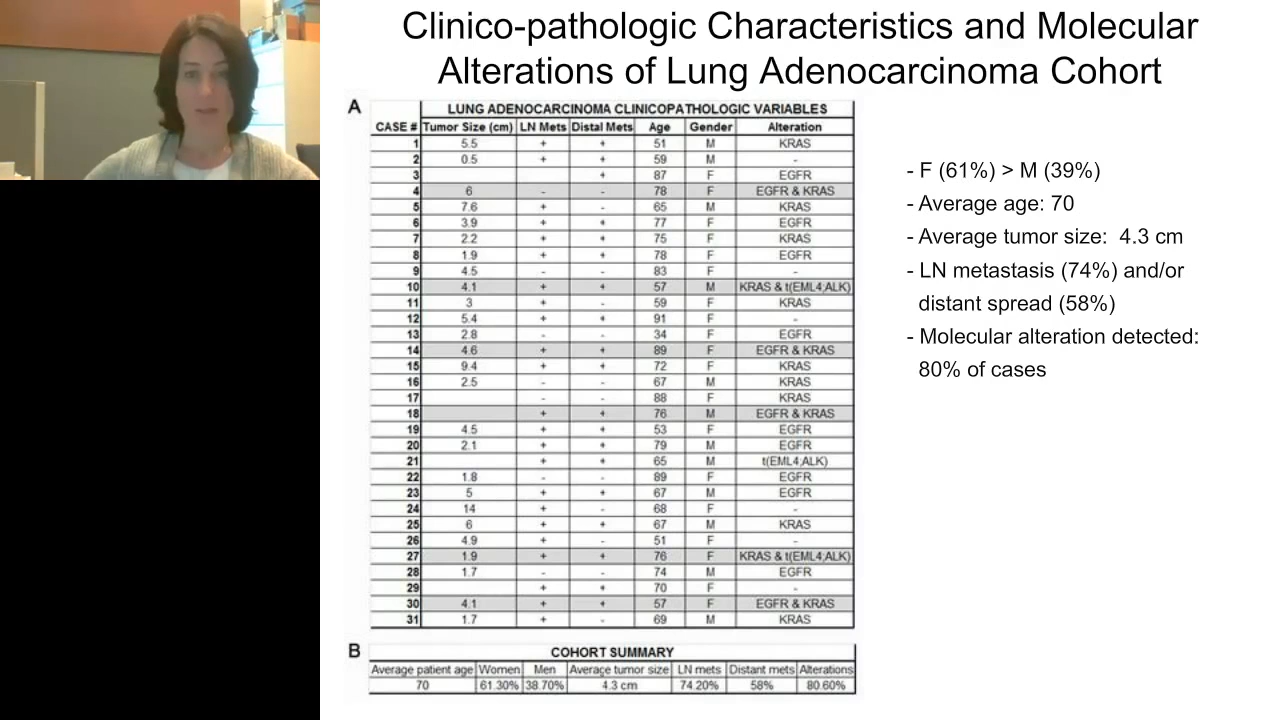 Clinico-pathologic Characteristics and Molecular
Alterations of Lung Adenocarcinoma Cohort
A
LUNG ADENOCARCINOMA CLINICOPATHOLOGIC VARIABLES
CASE # Tumor Size (cm) LN Mets Distal Mets Age Gender Alteration
1 5.5 + + 51 M KRAS
2 0.5 + + 59 M -
3 + 87 F EGFR
4 6 - - 78 F EGFR & KRAS
5 7.6 + - 65 M KRAS
6 3.9 + + 77 F EGFR
7 2.2 + + 75 F KRAS
8 1.9 + + 78 F EGFR
9 4.5 - - 83 F -
10 4.1 + + 57 M KRAS & t(EML4;ALK)
11 3 + - 59 F KRAS
12 5.4 + + 91 F -
13 2.8 - - 34 F EGFR
14 4.6 + + 89 F EGFR & KRAS
15 9.4 + + 72 F KRAS
16 2.5 - - 67 M KRAS
17 - - 88 F KRAS
18 + + 76 M EGFR & KRAS
19 4.5 + + 53 F EGFR
20 2.1 + + 79 M EGFR
21 + + 65 M t(EML4;ALK)
22 1.8 - - 89 F EGFR
23 5 + + 67 M EGFR
24 14 + - 68 F -
25 6 + + 67 M KRAS
26 4.9 + - 51 F -
27 1.9 + + 76 F KRAS & t(EML4;ALK)
28 1.7 - - 74 M EGFR
29 + + 70 F -
30 4.1 + + 57 F EGFR & KRAS
31 1.7 + - 69 M KRAS
B
COHORT SUMMARY
Average patient age Women Men Average tumor size LN mets Distant mets Alterations
70 61.30% 38.70% 4.3 cm 74.20% 58% 80.60%
- F (61%) > M (39%)
- Average age: 70
- Average tumor size: 4.3 cm
- LN metastasis (74%) and/or
distant spread (58%)
- Molecular alteration detected:
80% of cases